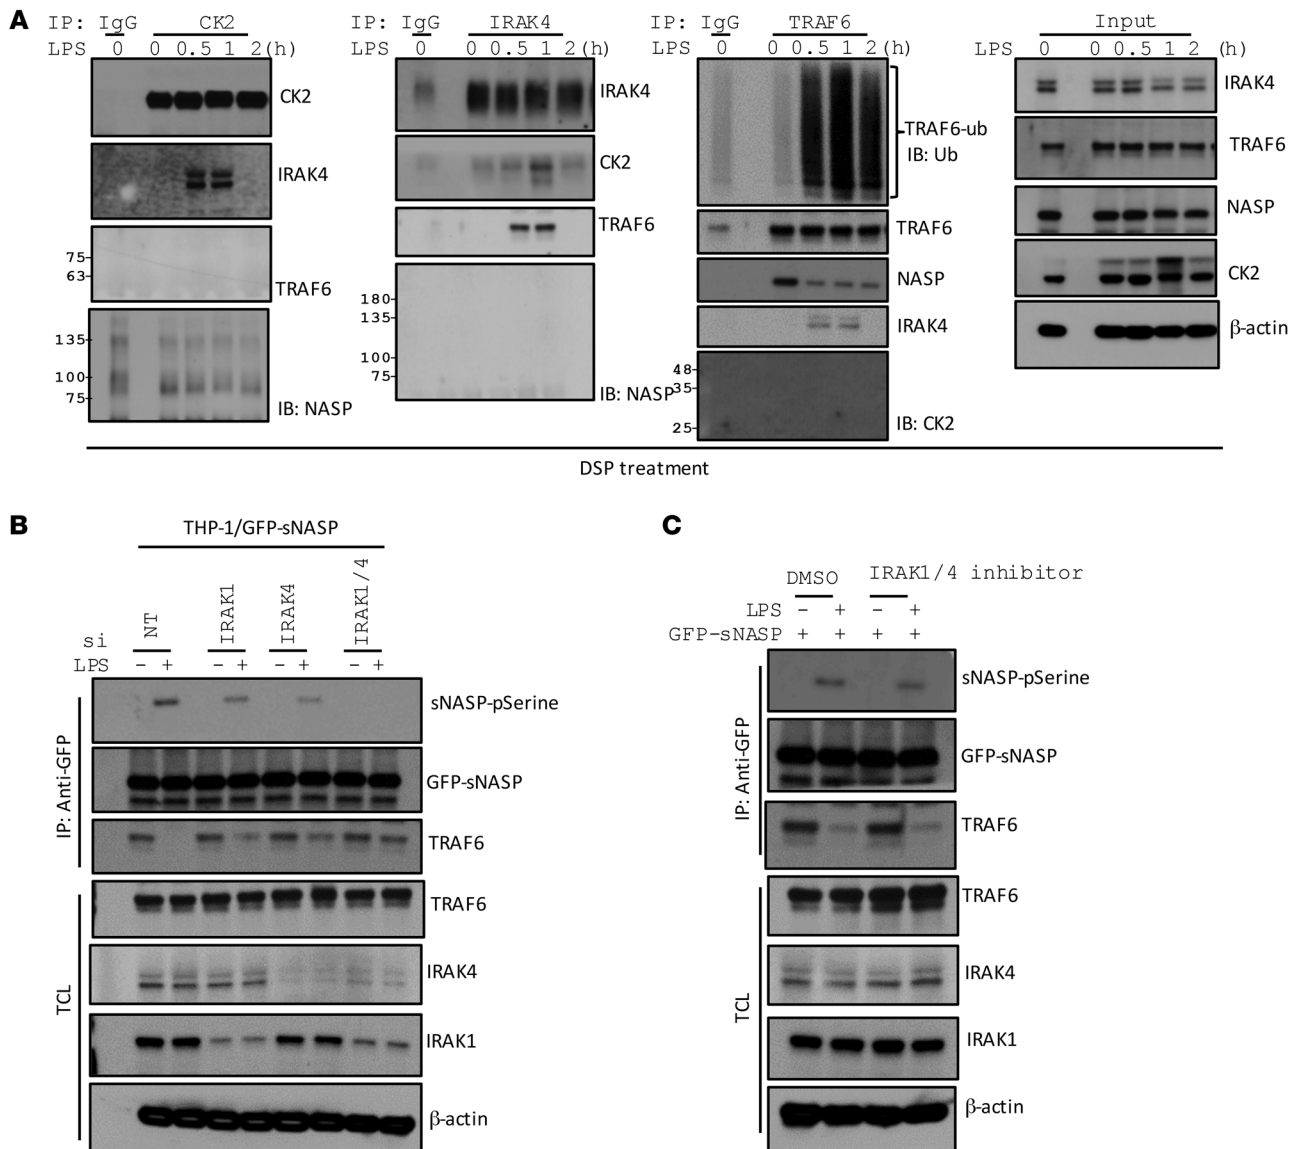 A
IP: IgG CK2
LPS 0 0 0.5 1 2(h)
CK2
IRAK4
75-
63-
TRAF6
135-
100-
75-
IB: NASP
IP: IgG IRAK4
LPS 0 0 0.5 1 2 (h)
IRAK4
CK2
TRAF6
180-
135-
100-
75-
IB: NASP
IP: IgG TRAF6
LPS 0 0 0.5 1 2(h)
TRAF6-ub
IB: Ub
TRAF6
NASP
IRAK4
48-
35-
25-
IB: CK2
Input
LPS 0 0 0.5 1 2 (h)
IRAK4
TRAF6
NASP
CK2
β-actin
DSP treatment
B
THP-1/GFP-sNASP
si NT IRAK1 IRAK4 IRAK1/4
LPS - + - + - + - +
IP: Anti-GFP
sNASP-pSerine
GFP-sNASP
TRAF6
TCL
TRAF6
IRAK4
IRAK1
β-actin
C
DMSO IRAK1/4 inhibitor
LPS - + - +
GFP-sNASP + + + +
IP: Anti-GFP
sNASP-pSerine
GFP-sNASP
TRAF6
TCL
TRAF6
IRAK4
IRAK1
β-actin